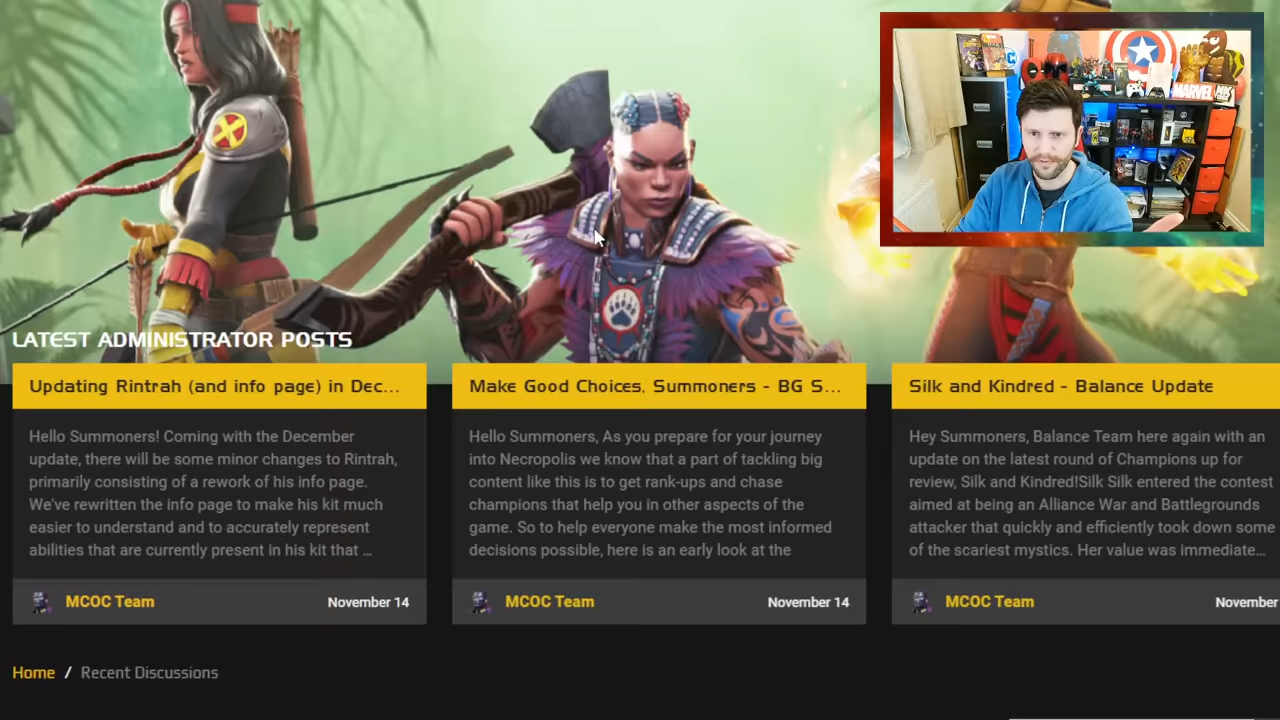 MARVEL
LATEST ADMINISTRATOR POSTS
Updating Rintrah (and info page) in Dec...
Hello Summoners! Coming with the December
update, there will be some minor changes to Rintrah,
primarily consisting of a rework of his info page.
We've rewritten the info page to make his kit much
easier to understand and to accurately represent
abilities that are currently present in his kit that ...
MCOC Team
November 14
Make Good Choices, Summoners - BG S...
Hello Summoners, As you prepare for your journey
into Necropolis we know that a part of tackling big
content like this is to get rank-ups and chase
champions that help you in other aspects of the
game. So to help everyone make the most informed
decisions possible, here is an early look at the
MCOC Team
November 14
Silk and Kindred - Balance Update
Hey Summoners, Balance Team here again with an
update on the latest round of Champions up for
review, Silk and Kindred!Silk Silk entered the contest
aimed at being an Alliance War and Battlegrounds
attacker that quickly and efficiently took down some
of the scariest mystics. Her value was immediate...
MCOC Team
November
Home / Recent Discussions